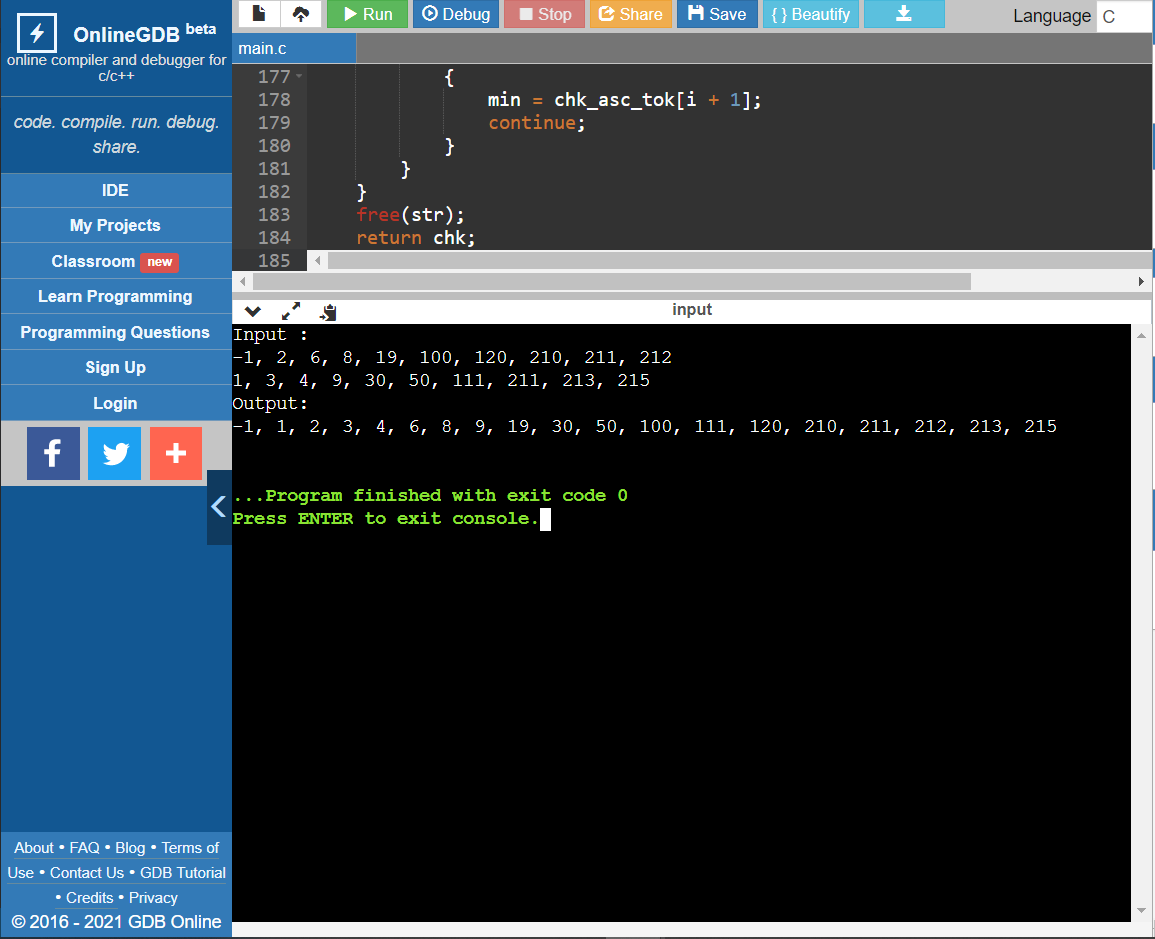 OnlineGDB beta
online compiler and debugger for
c/c++
code. compile. run. debug.
share.
IDE
My Projects
Classroom new
Learn Programming
Programming Questions
Sign Up
Login
About • FAQ • Blog • Terms of
Use • Contact Us • GDB Tutorial
• Credits • Privacy
© 2016 - 2021 GDB Online
Run Debug Stop Share Save {} Beautify Language C
main.c
177 {
178 min = chk_asc_tok[i + 1];
179 continue;
180 }
181 }
182 }
183 free(str);
184 return chk;
185
input
Input :
-1, 2, 6, 8, 19, 100, 120, 210, 211, 212
1, 3, 4, 9, 30, 50, 111, 211, 213, 215
Output:
-1, 1, 2, 3, 4, 6, 8, 9, 19, 30, 50, 100, 111, 120, 210, 211, 212, 213, 215
...Program finished with exit code 0
Press ENTER to exit console.